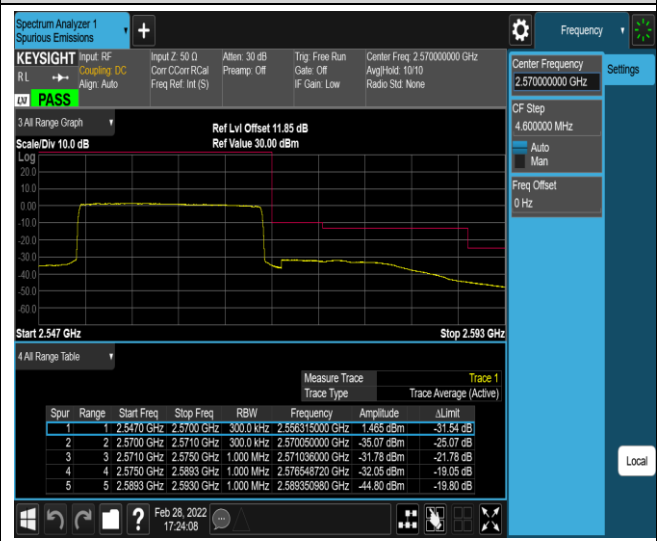 Spectrum Analyzer 1
Spurious Emissions
Frequency
KEYSIGHT Input: RF Input Z: 50 Ω Atten: 30 dB Trig: Free Run Center Freq: 2.570000000 GHz
RL Coupling: DC Corr CCorr RCal Preamp: Off Gate: Off Avg|Hold: 10/10
Align: Auto Freq Ref: Int (S) IF Gain: Low Radio Std: None
LXI PASS
Center Frequency
2.570000000 GHz
Settings
CF Step
4.600000 MHz
Auto
Man
Freq Offset
0 Hz
3 All Range Graph
Ref Lvl Offset 11.85 dB
Scale/Div 10.0 dB Ref Value 30.00 dBm
Log
20.0
10.0
0.00
-10.0
-20.0
-30.0
-40.0
-50.0
-60.0
Start 2.547 GHz Stop 2.593 GHz
4 All Range Table
Measure Trace Trace 1
Trace Type Trace Average (Active)
Spur Range Start Freq Stop Freq RBW Frequency Amplitude ΔLimit
1 1 2.5470 GHz 2.5700 GHz 300.0 kHz 2.556315000 GHz 1.465 dBm -31.54 dB
2 2 2.5700 GHz 2.5710 GHz 300.0 kHz 2.570050000 GHz -35.07 dBm -25.07 dB
3 3 2.5710 GHz 2.5750 GHz 1.000 MHz 2.571036000 GHz -31.78 dBm -21.78 dB
4 4 2.5750 GHz 2.5893 GHz 1.000 MHz 2.576548720 GHz -32.05 dBm -19.05 dB
5 5 2.5893 GHz 2.5930 GHz 1.000 MHz 2.589350980 GHz -44.80 dBm -19.80 dB
Local
Feb 28, 2022
17:24:08